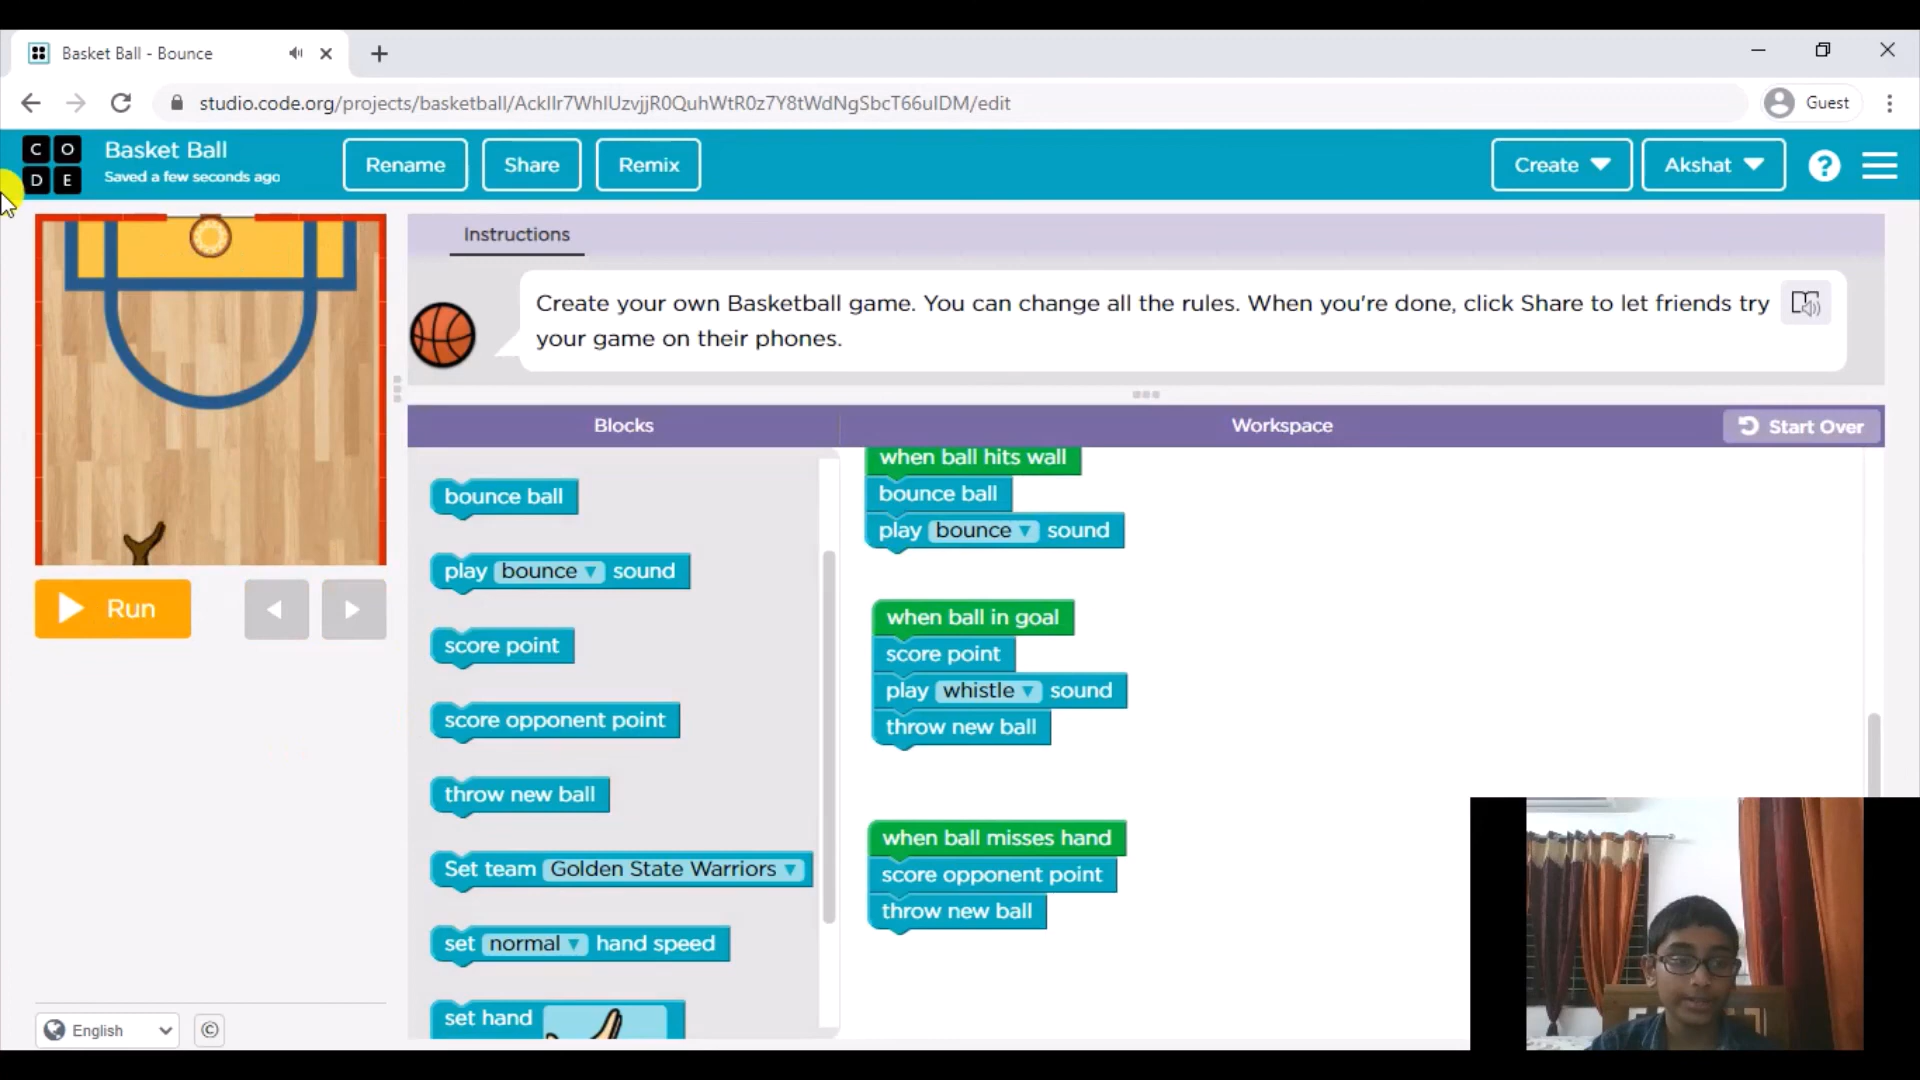 Basket Ball - Bounce
studio.code.org/projects/basketball/AckIIr7WhlUzvjjR0QuhWtR0z7Y8tWdNgSbcT66uIDM/edit
Guest
C O
D E
Basket Ball
Saved a few seconds ago
Rename
Share
Remix
Create
Akshat
?
Instructions
Create your own Basketball game. You can change all the rules. When you're done, click Share to let friends try
your game on their phones.
Run
Blocks
Workspace
Start Over
bounce ball
play bounce sound
score point
score opponent point
throw new ball
Set team Golden State Warriors
set normal hand speed
set hand
when ball hits wall
bounce ball
play bounce sound
when ball in goal
score point
play whistle sound
throw new ball
when ball misses hand
score opponent point
throw new ball
English
©